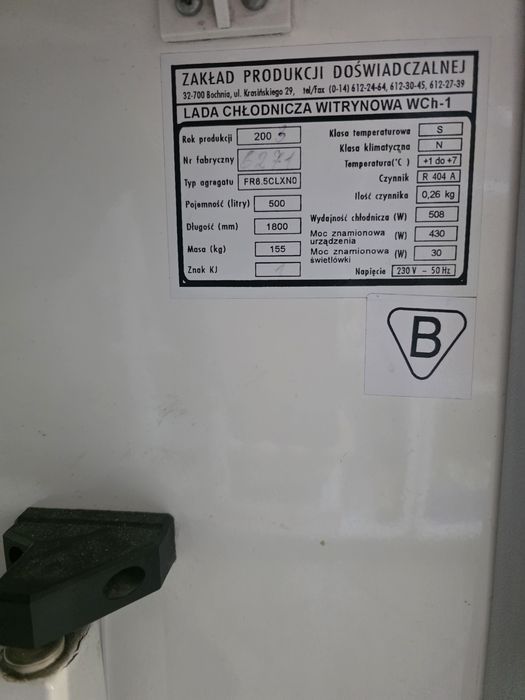 ZAKŁAD PRODUKCJI DOŚWIADCZALNEJ
32-700 Bochnia, ul. Krasińskiego 29, tel/fax (0-14) 612-24-64, 612-30-45, 612-27-39
LADA CHŁODNICZA WITRYNOWA WCh-1
Rok produkcji 200
Nr fabryczny
Typ agregatu FR8.5CLXN0
Pojemność (litry) 500
Długość (mm) 1800
Masa (kg) 155
Znak KJ 1
Klasa temperaturowa S
Klasa klimatyczna N
Temperatura(°C ) +1 do +7
Czynnik R 404 A
Ilość czynnika 0,26 kg
Wydajność chłodnicza (W) 508
Moc znamionowa urządzenia (W) 430
Moc znamionowa świetlówki (W) 30
Napięcie 230 V – 50 Hz
B